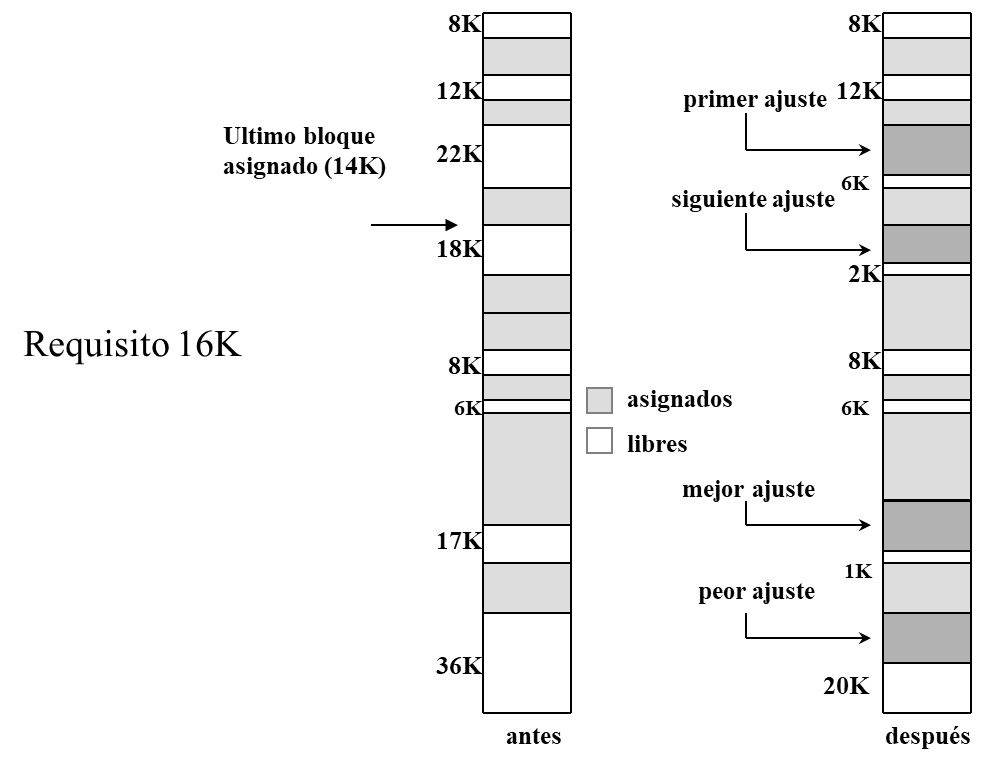 8K
12K
Ultimo bloque
asignado (14K)
22K
18K
Requisito 16K
8K
6K
17K
36K
antes
asignados
libres
8K
primer ajuste
12K
6K
siguiente ajuste
2K
8K
6K
mejor ajuste
1K
peor ajuste
20K
después